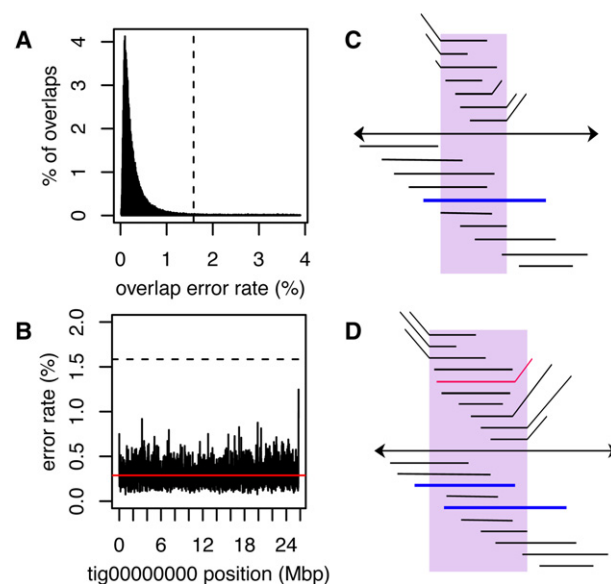 A
% of overlaps
4
3
2
1
0
0 1 2 3 4
overlap error rate (%)
B
error rate (%)
2.0
1.5
1.0
0.5
0.0
0 6 12 18 24
tig00000000 position (Mbp)
C
D